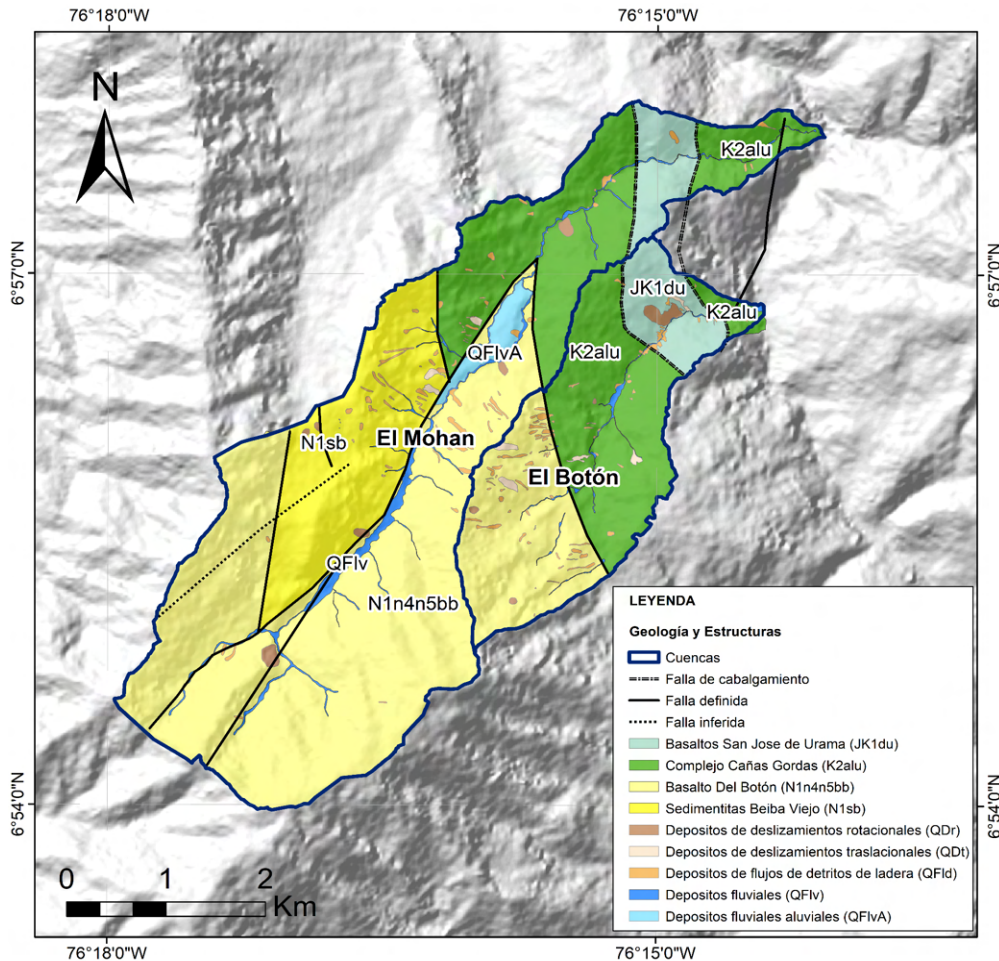 76°18'0"W
76°15'0"W
N
K2alu
6°57'0"N
6°57'0"N
JK1du
K2alu
QFlvA
K2alu
El Mohan
N1sb
El Botón
QFlv
N1n4n5bb
LEYENDA
Geología y Estructuras
Cuencas
Falla de cabalgamiento
Falla definida
Falla inferida
Basaltos San Jose de Urama (JK1du)
Complejo Cañas Gordas (K2alu)
Basalto Del Botón (N1n4n5bb)
Sedimentitas Beiba Viejo (N1sb)
Depositos de deslizamientos rotacionales (QDr)
Depositos de deslizamientos traslacionales (QDt)
Depositos de flujos de detritos de ladera (QFld)
Depositos fluviales (QFlv)
Depositos fluviales aluviales (QFlvA)
6°54'0"N
6°54'0"N
0 1 2
Km
76°18'0"W
76°15'0"W